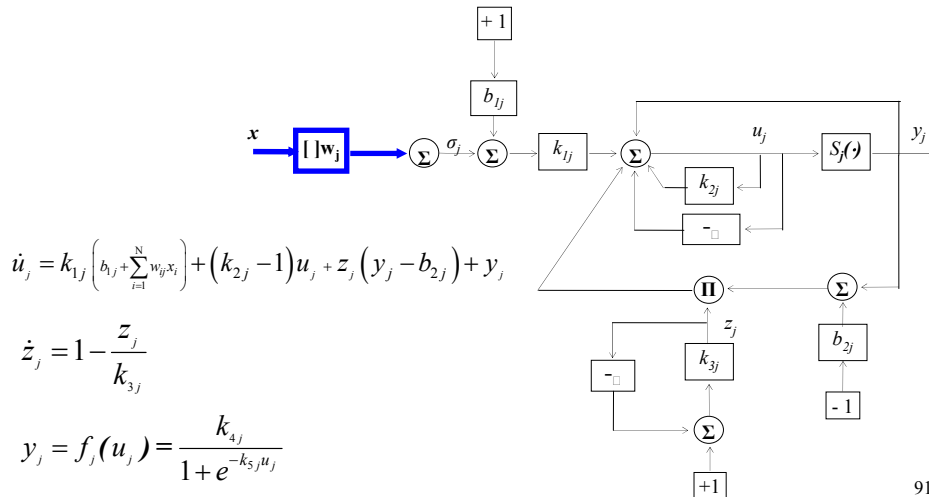 + 1
b1j
x
[ ]wj
Σ
σj
Σ
k1j
Σ
uj
Sj(·)
yj
k2j
-□
u̇j = k1j (b1j + Σ_{i=1}^{N} wij xi) + (k2j − 1)uj + zj (yj − b2j) + yj
Π
Σ
zj
b2j
żj = 1 − zj / k3j
-□
k3j
- 1
yj = fj(uj) = k4j / (1 + e^{−k5j uj})
Σ
+1
91